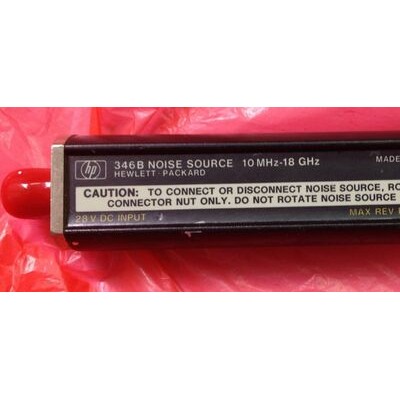 hp 346B NOISE SOURCE 10 MHz-18 GHz MADE
HEWLETT·PACKARD
CAUTION: TO CONNECT OR DISCONNECT NOISE SOURCE, RO
CONNECTOR NUT ONLY. DO NOT ROTATE NOISE SOURCE
28 V DC INPUT MAX REV